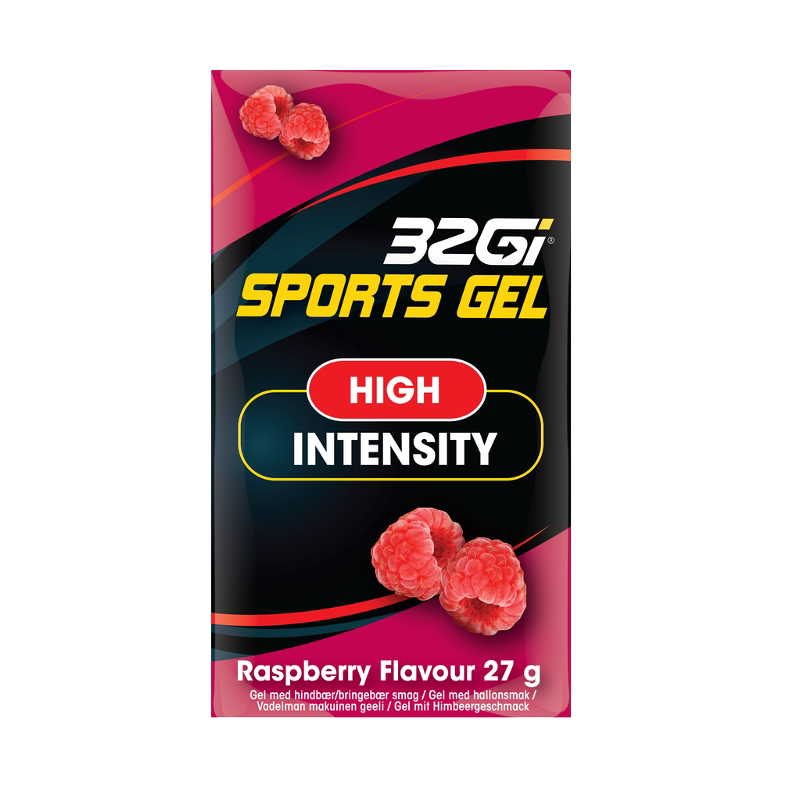 32Gi®
SPORTS GEL
HIGH
INTENSITY
Raspberry Flavour 27 g
Gel med hindbær/bringebær smag / Gel med hallonsmak /
Vadelman makuinen geeli / Gel mit Himbeergeschmack